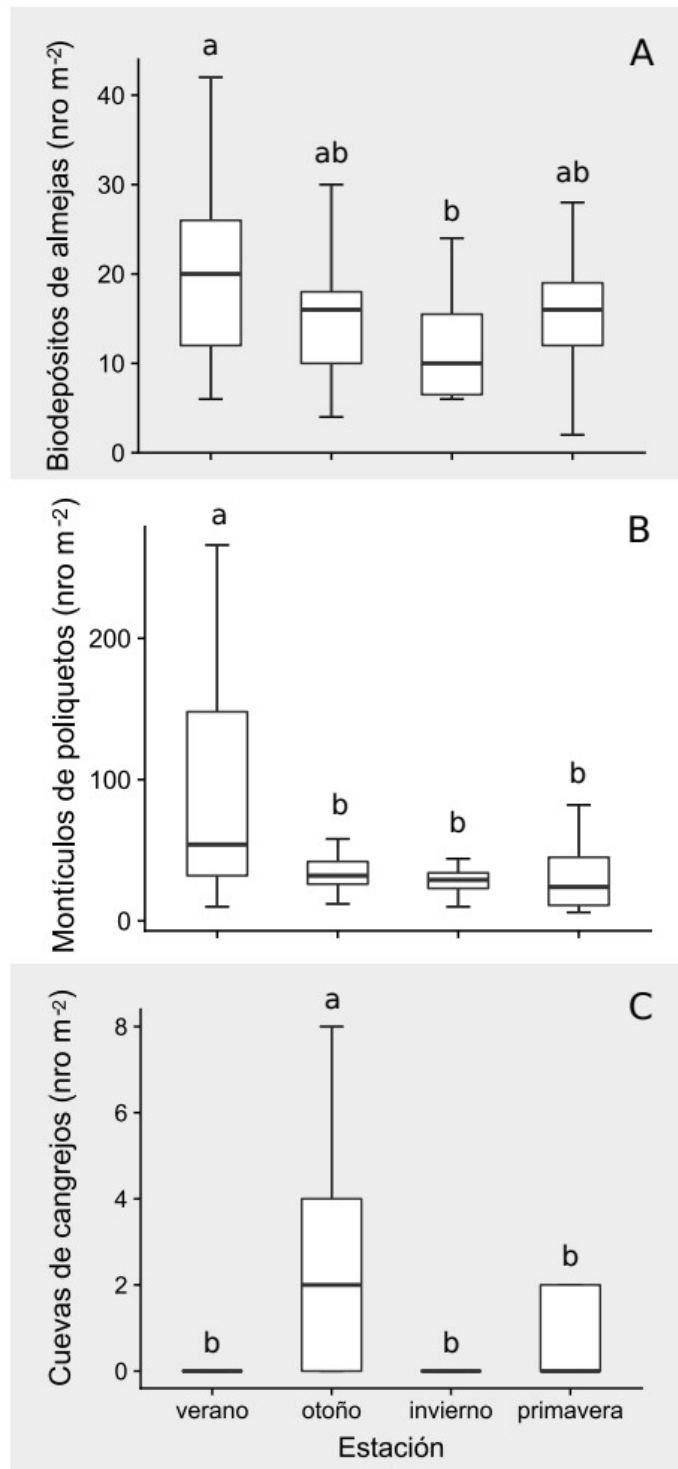 A
Biodepósitos de almejas (nro m-2)
40
30
20
10
0
a
ab
b
ab
B
Montículos de poliquetos (nro m-2)
200
100
0
a
b
b
b
C
Cuevas de cangrejos (nro m-2)
8
6
4
2
0
b
a
b
b
verano otoño invierno primavera
Estación